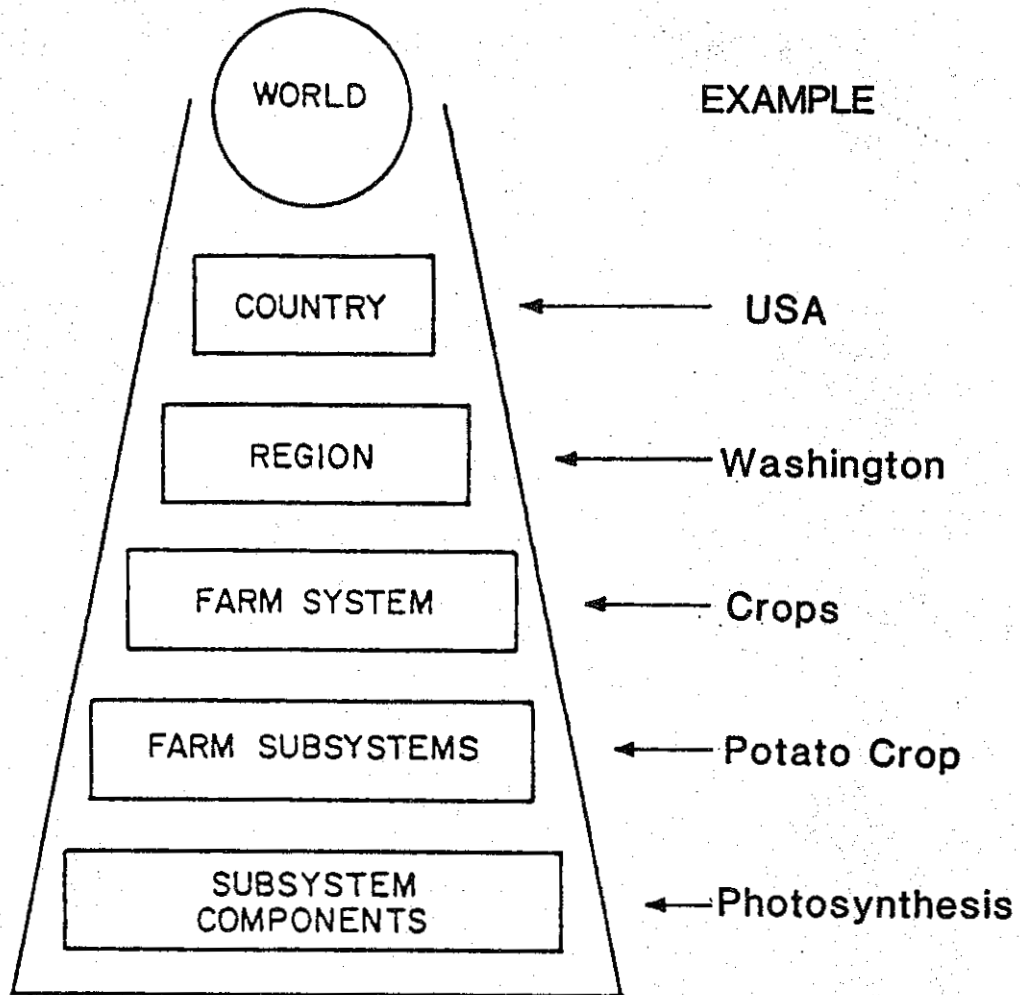 WORLD
EXAMPLE
COUNTRY
USA
REGION
Washington
FARM SYSTEM
Crops
FARM SUBSYSTEMS
Potato Crop
SUBSYSTEM
COMPONENTS
Photosynthesis